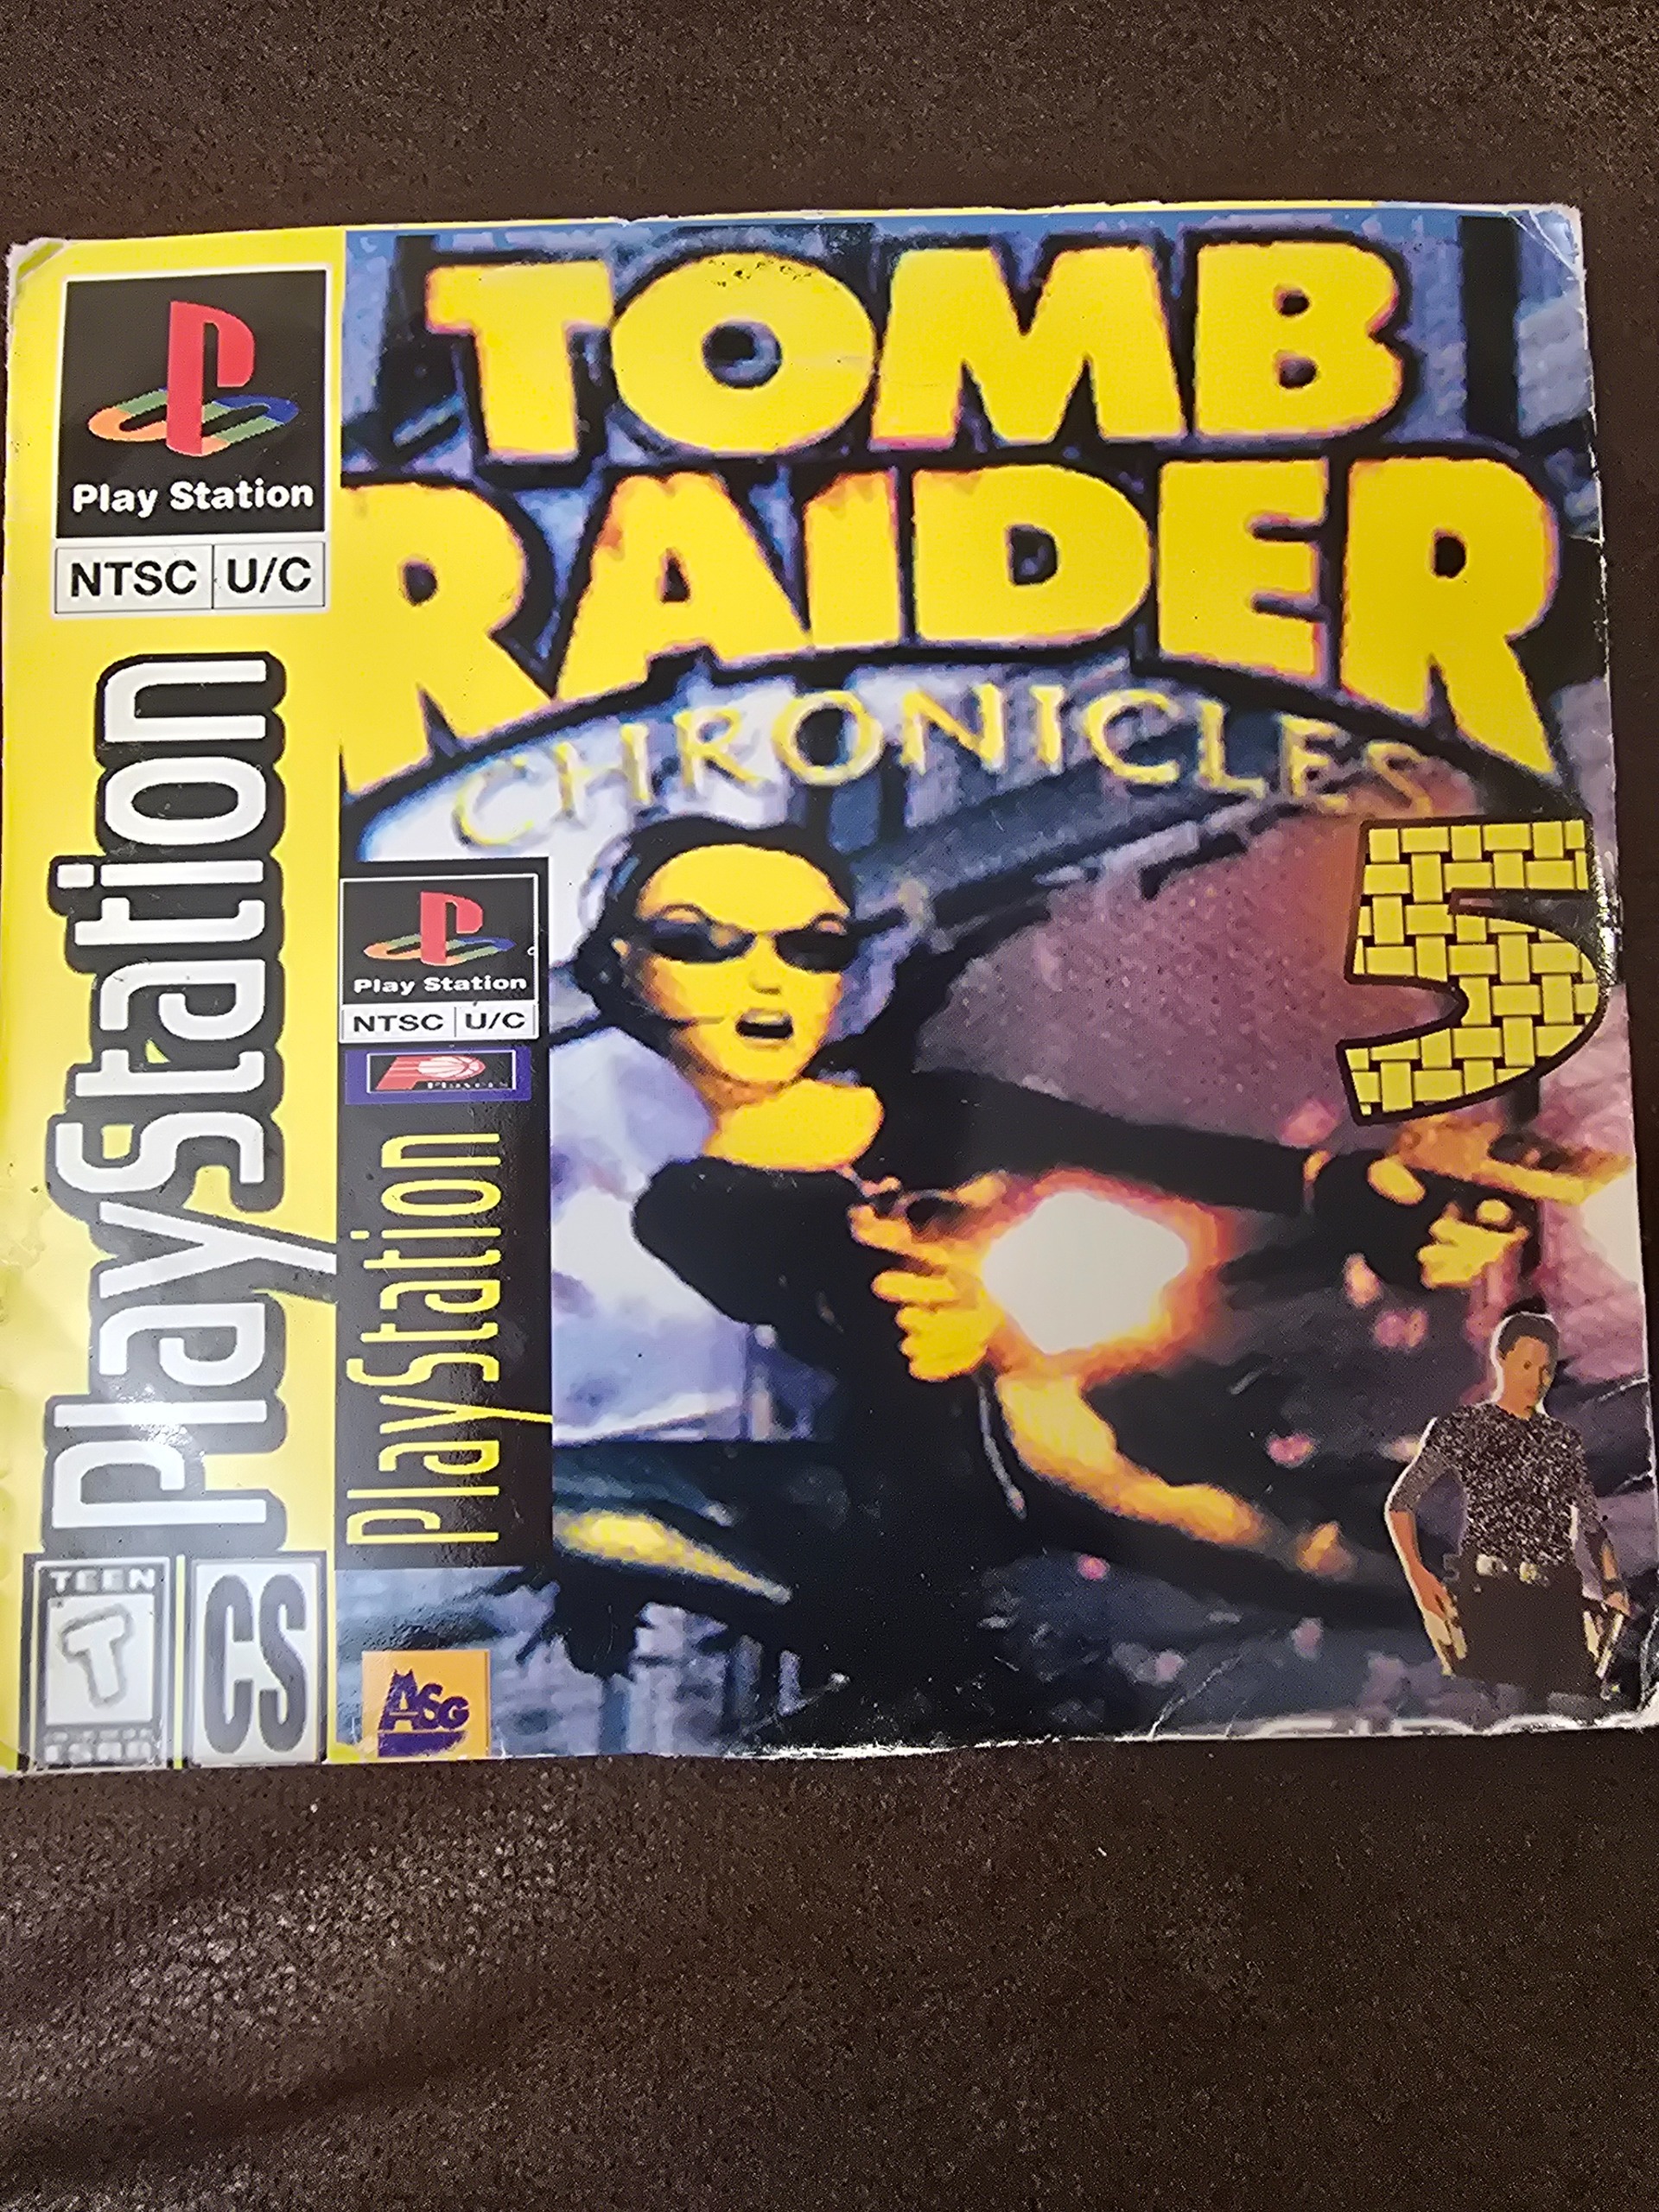 Play Station
NTSC U/C
PlayStation
TEEN
T
CS
TOMB
RAIDER
CHRONICLES
5
Play Station
NTSC U/C
PlayStation
ASG